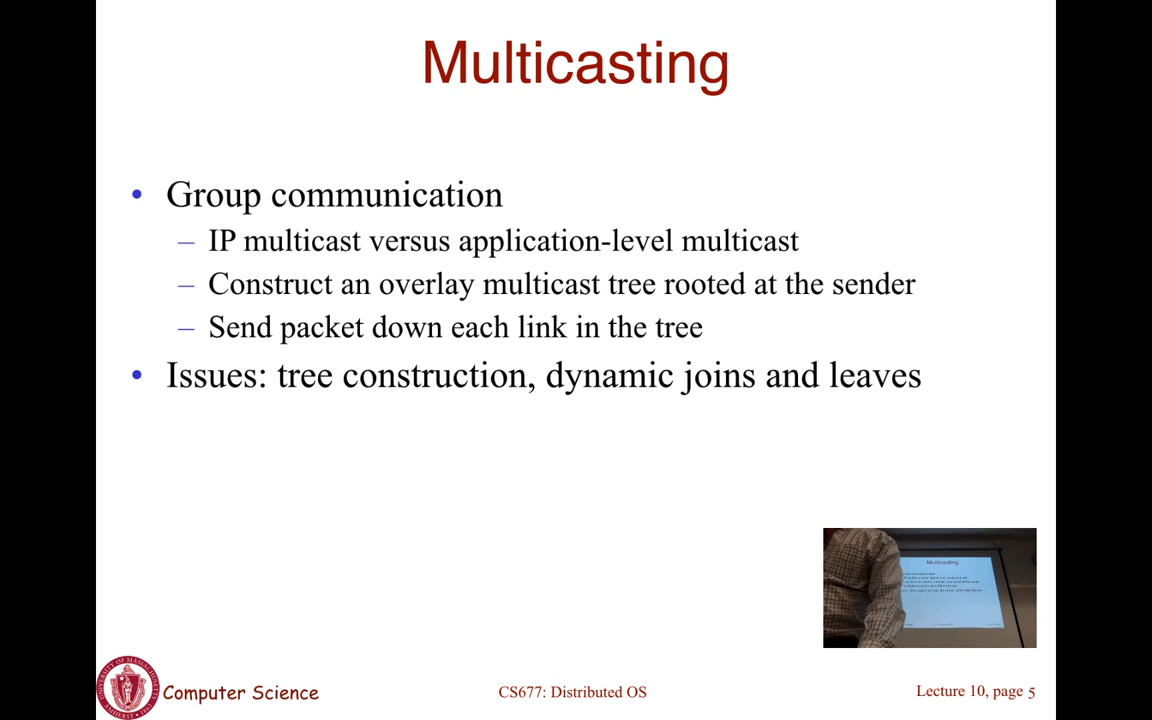 Multicasting
• Group communication
– IP multicast versus application-level multicast
– Construct an overlay multicast tree rooted at the sender
– Send packet down each link in the tree
• Issues: tree construction, dynamic joins and leaves
Multicasting
Computer Science
CS677: Distributed OS
Lecture 10, page 5